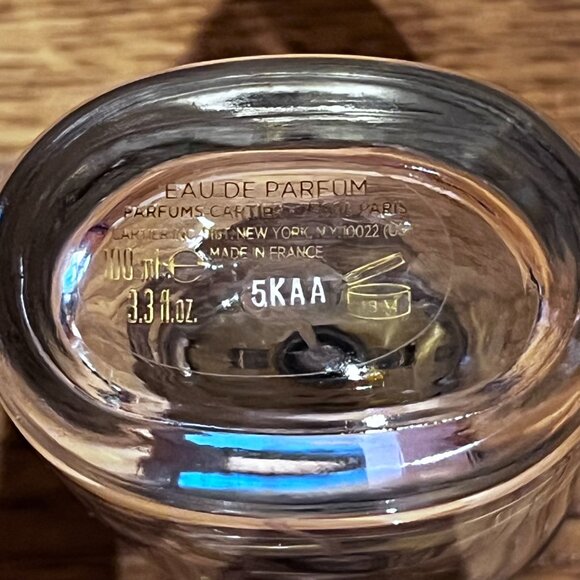 EAU DE PARFUM
PARFUMS CARTIER PARIS
CARTIER INC. DIST. NEW YORK, N.Y. 10022 (U
MADE IN FRANCE
100 ml ℮
3.3 fl.oz.
5KAA